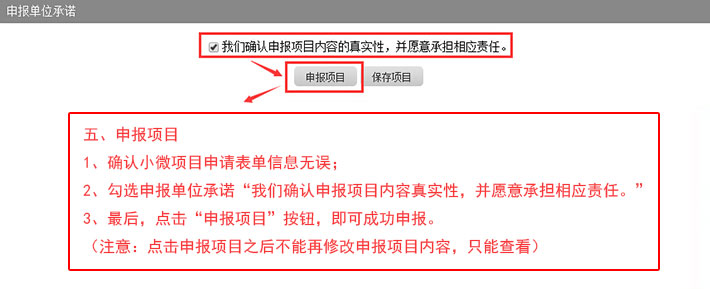 申报单位承诺
我们确认申报项目内容的真实性，并愿意承担相应责任。
申报项目 保存项目
五、申报项目
1、确认小微项目申请表单信息无误；
2、勾选申报单位承诺“我们确认申报项目内容真实性，并愿意承担相应责任。”
3、最后，点击“申报项目”按钮，即可成功申报。
（注意：点击申报项目之后不能再修改申报项目内容，只能查看）